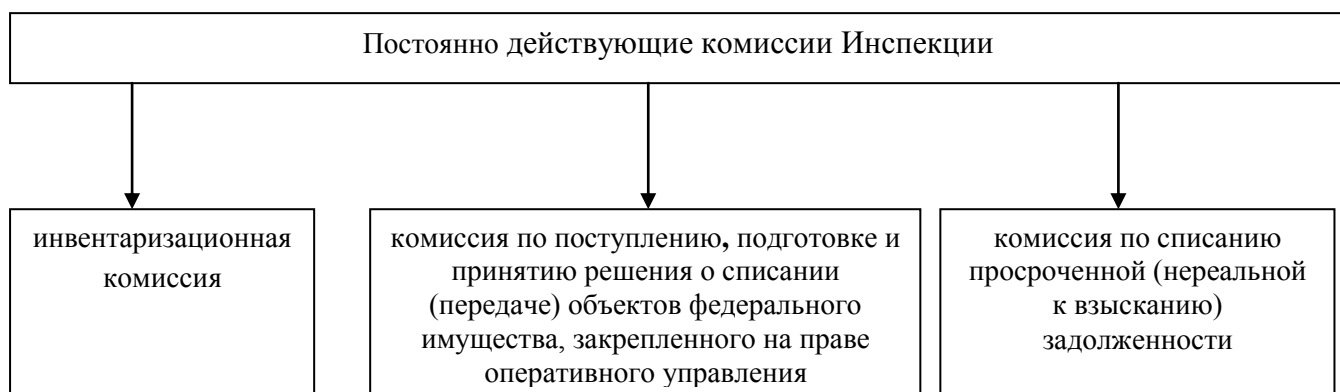 Постоянно действующие комиссии Инспекции
инвентаризационная
комиссия
комиссия по поступлению, подготовке и
принятию решения о списании
(передаче) объектов федерального
имущества, закрепленного на праве
оперативного управления
комиссия по списанию
просроченной (нереальной
к взысканию)
задолженности